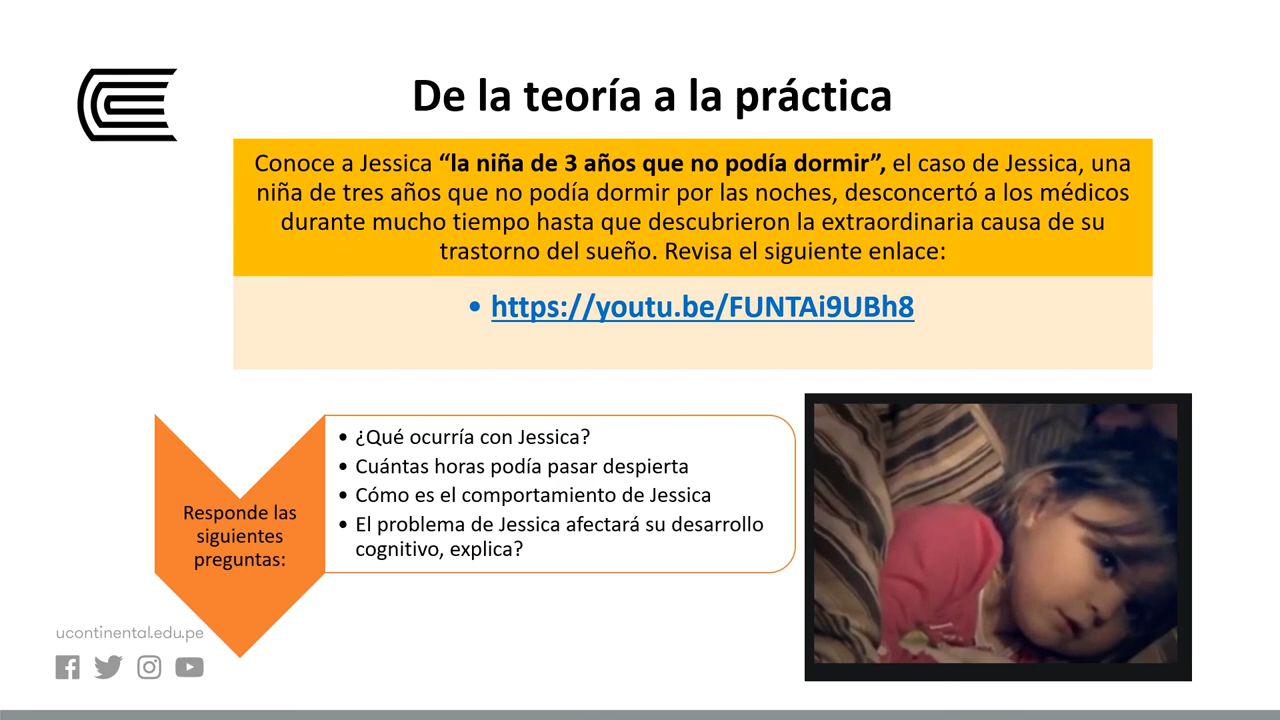 De la teoría a la práctica
Conoce a Jessica “la niña de 3 años que no podía dormir”, el caso de Jessica, una
niña de tres años que no podía dormir por las noches, desconcertó a los médicos
durante mucho tiempo hasta que descubrieron la extraordinaria causa de su
trastorno del sueño. Revisa el siguiente enlace:
• https://youtu.be/FUNTAi9UBh8
Responde las
siguientes
preguntas:
• ¿Qué ocurría con Jessica?
• Cuántas horas podía pasar despierta
• Cómo es el comportamiento de Jessica
• El problema de Jessica afectará su desarrollo
cognitivo, explica?
ucontinental.edu.pe